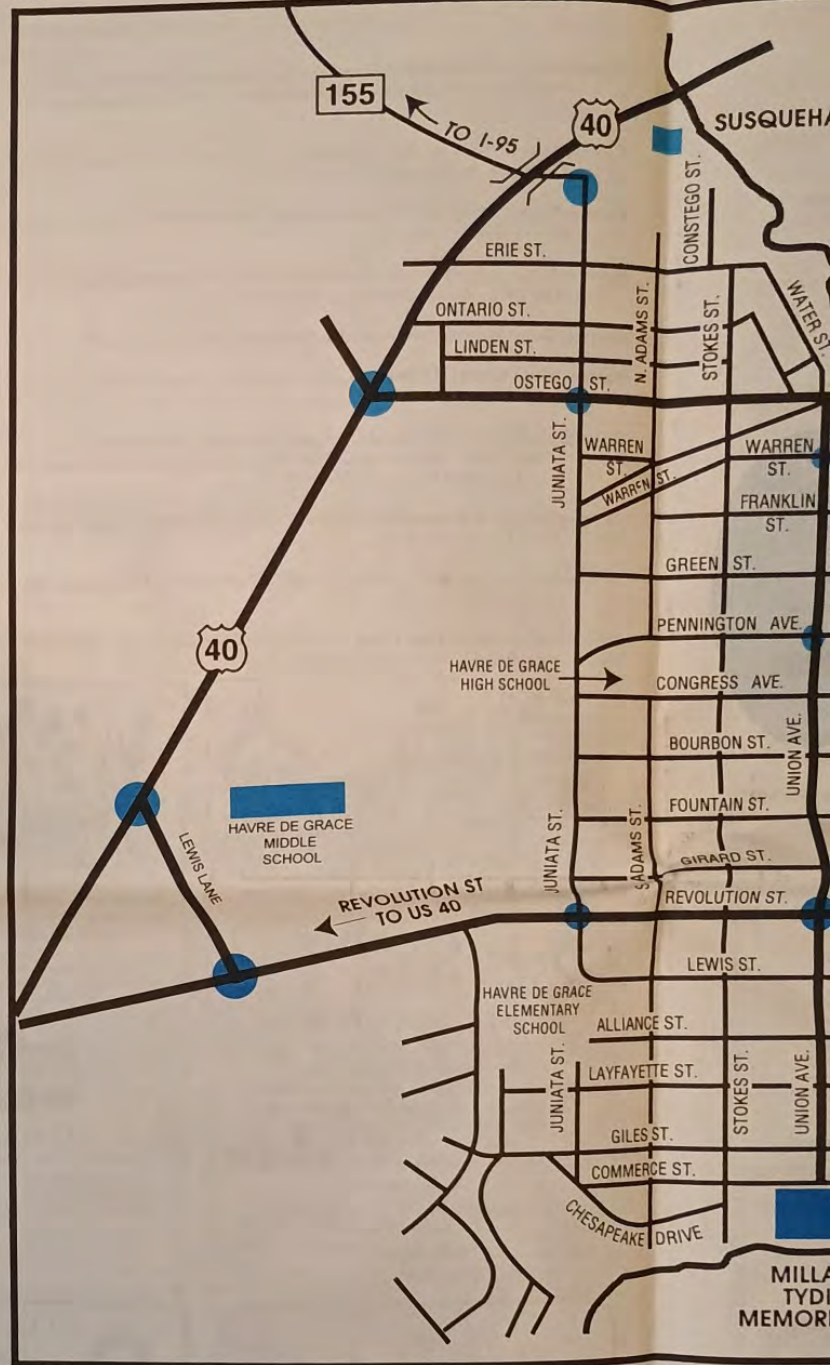 155
TO I-95
40
SUSQUEHA
CONSTEGO ST.
ERIE ST.
WATER ST.
ONTARIO ST.
N. ADAMS ST.
STOKES ST.
LINDEN ST.
OSTEGO ST.
JUNIATA ST.
WARREN
ST.
WARREN ST.
WARREN
ST.
FRANKLIN
ST.
GREEN ST.
40
PENNINGTON AVE.
HAVRE DE GRACE
HIGH SCHOOL
CONGRESS AVE.
BOURBON ST.
UNION AVE.
HAVRE DE GRACE
MIDDLE
SCHOOL
LEWIS LANE
FOUNTAIN ST.
JUNIATA ST.
S ADAMS ST.
GIRARD ST.
REVOLUTION ST
TO US 40
REVOLUTION ST.
LEWIS ST.
HAVRE DE GRACE
ELEMENTARY
SCHOOL
ALLIANCE ST.
JUNIATA ST.
LAYFAYETTE ST.
STOKES ST.
UNION AVE.
GILES ST.
COMMERCE ST.
CHESAPEAKE DRIVE
MILLA
TYDI
MEMORI